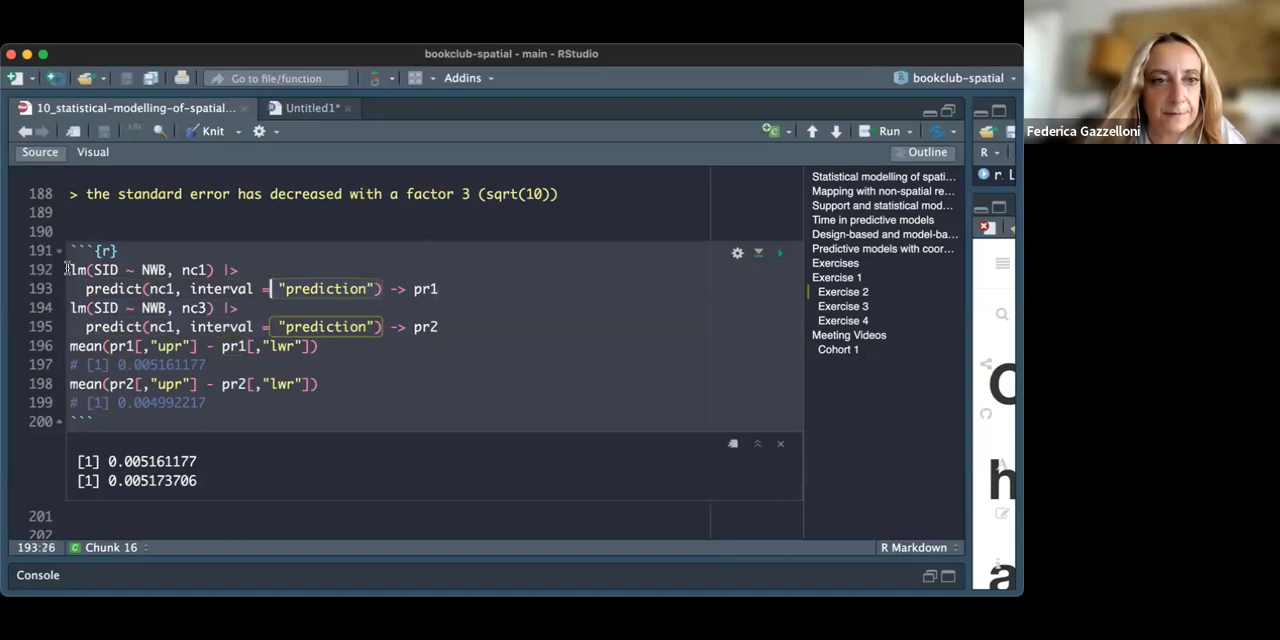 bookclub-spatial - main - RStudio
Go to file/function
Addins
bookclub-spatial
10_statistical-modelling-of-spatial...
Untitled1*
Knit
Run
Source
Visual
Outline
R
188 > the standard error has decreased with a factor 3 (sqrt(10))
189
190
191 ```{r}
192 lm(SID ~ NWB, nc1) |>
193 predict(nc1, interval = "prediction") -> pr1
194 lm(SID ~ NWB, nc3) |>
195 predict(nc1, interval = "prediction") -> pr2
196 mean(pr1[,"upr"] - pr1[,"lwr"])
197 # [1] 0.005161177
198 mean(pr2[,"upr"] - pr2[,"lwr"])
199 # [1] 0.004992217
200 ```
[1] 0.005161177
[1] 0.005173706
201
202
Statistical modelling of spati...
Mapping with non-spatial re...
Support and statistical mod...
Time in predictive models
Design-based and model-ba...
Predictive models with coor...
Exercises
Exercise 1
Exercise 2
Exercise 3
Exercise 4
Meeting Videos
Cohort 1
193:26
Chunk 16
R Markdown
Console
Federica Gazzelloni